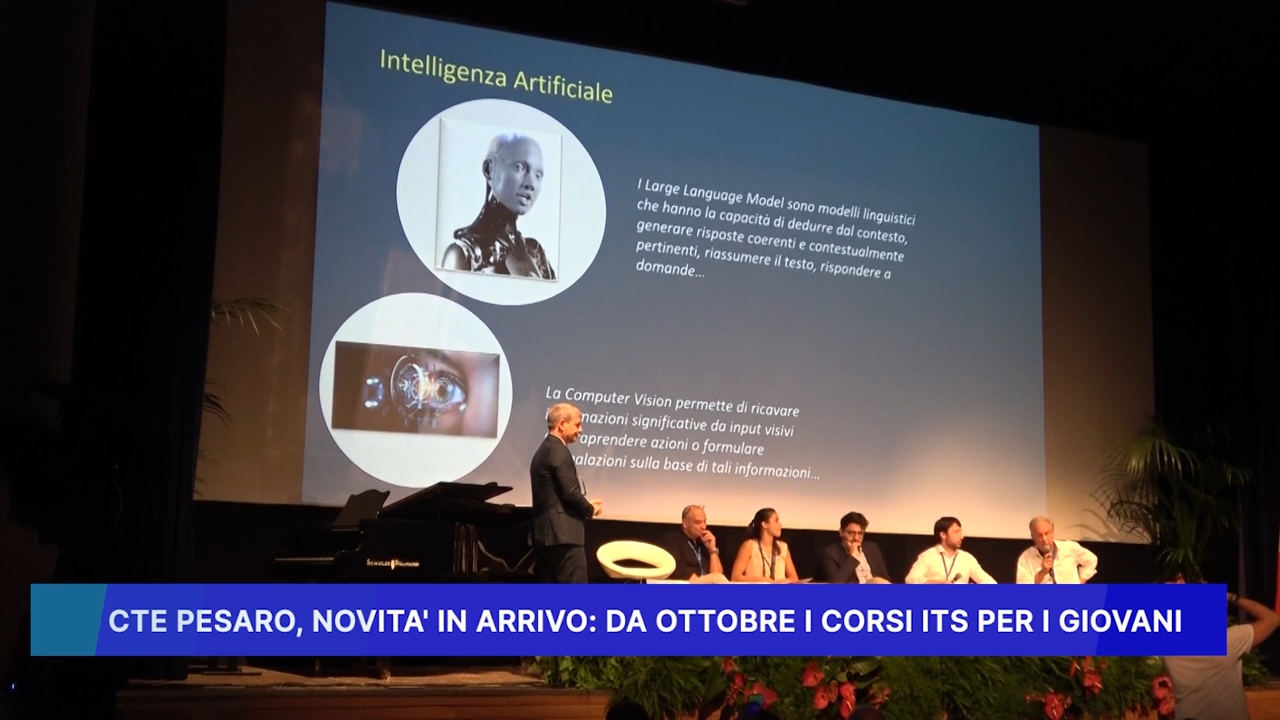 Intelligenza Artificiale
I Large Language Model sono modelli linguistici
che hanno la capacità di dedurre dal contesto,
generare risposte coerenti e contestualmente
pertinenti, riassumere il testo, rispondere a
domande...
La Computer Vision permette di ricavare
significative da input visivi
azioni o formulare
sulla base di tali informazioni...
CTE PESARO, NOVITA' IN ARRIVO: DA OTTOBRE I CORSI ITS PER I GIOVANI